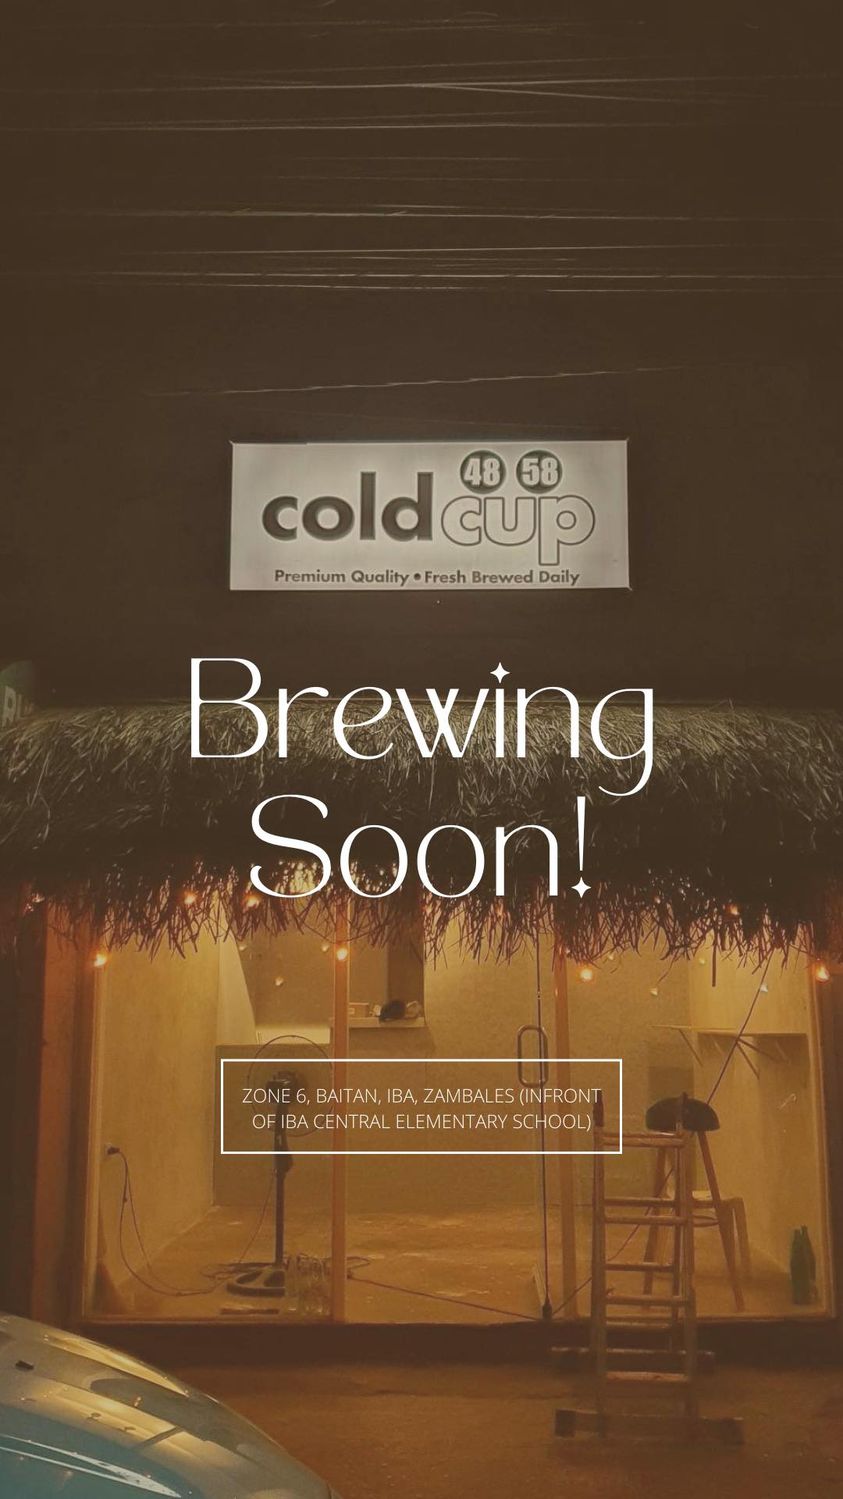 48 58
cold cup
Premium Quality • Fresh Brewed Daily
Brewing
Soon!
ZONE 6, BAITAN, IBA, ZAMBALES (INFRONT
OF IBA CENTRAL ELEMENTARY SCHOOL)